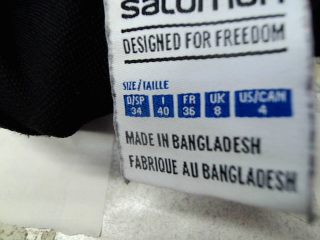 salomon
DESIGNED FOR FREEDOM
SIZE/TAILLE
D/SP I FR UK US/CAN
34 40 36 8 4
MADE IN BANGLADESH
FABRIQUE AU BANGLADESH